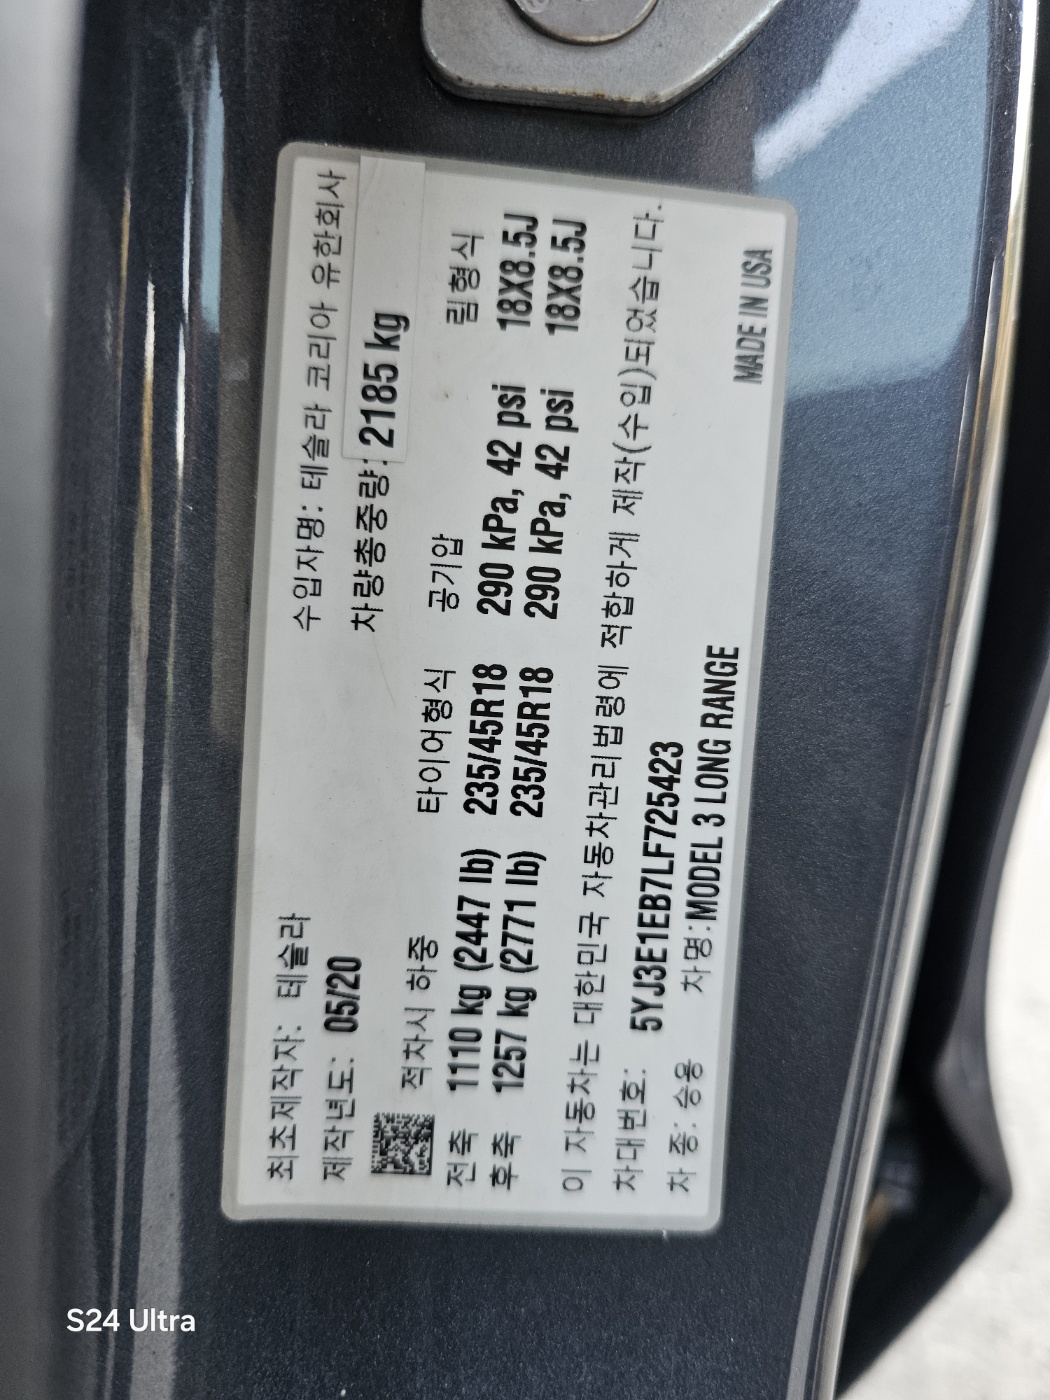 최초제작자: 테슬라 수입자명: 테슬라 코리아 유한회사
제작년도: 05/20 차량총중량: 2185 kg
적차시 하중 타이어형식 공기압 림형식
전축 1110 kg (2447 lb) 235/45R18 290 kPa, 42 psi 18X8.5J
후축 1257 kg (2771 lb) 235/45R18 290 kPa, 42 psi 18X8.5J
이 자동차는 대한민국 자동차관리법령에 적합하게 제작(수입)되었습니다.
차대번호: 5YJ3E1EB7LF725423
차 종: 승용 차명: MODEL 3 LONG RANGE MADE IN USA
S24 Ultra